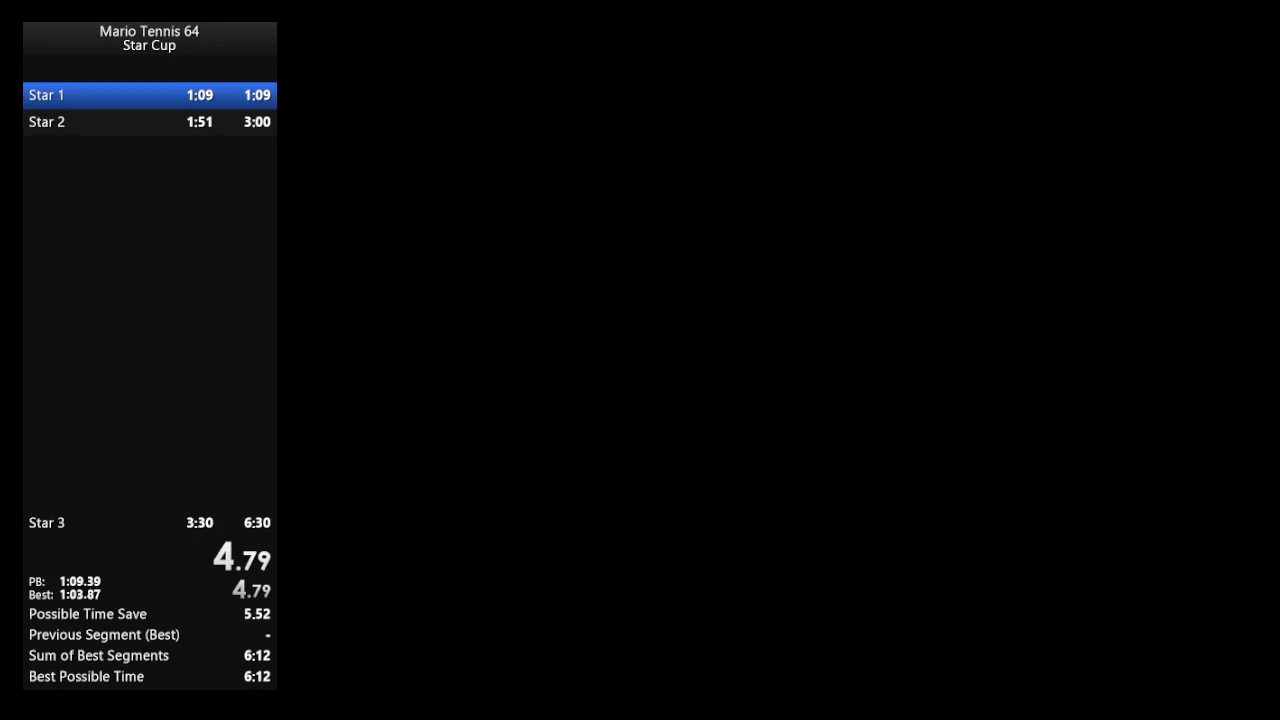 Mario Tennis 64
Star Cup
Star 1 1:09 1:09
Star 2 1:51 3:00
Star 3 3:30 6:30
4.79
PB: 1:09.39
Best: 1:03.87 4.79
Possible Time Save 5.52
Previous Segment (Best) -
Sum of Best Segments 6:12
Best Possible Time 6:12